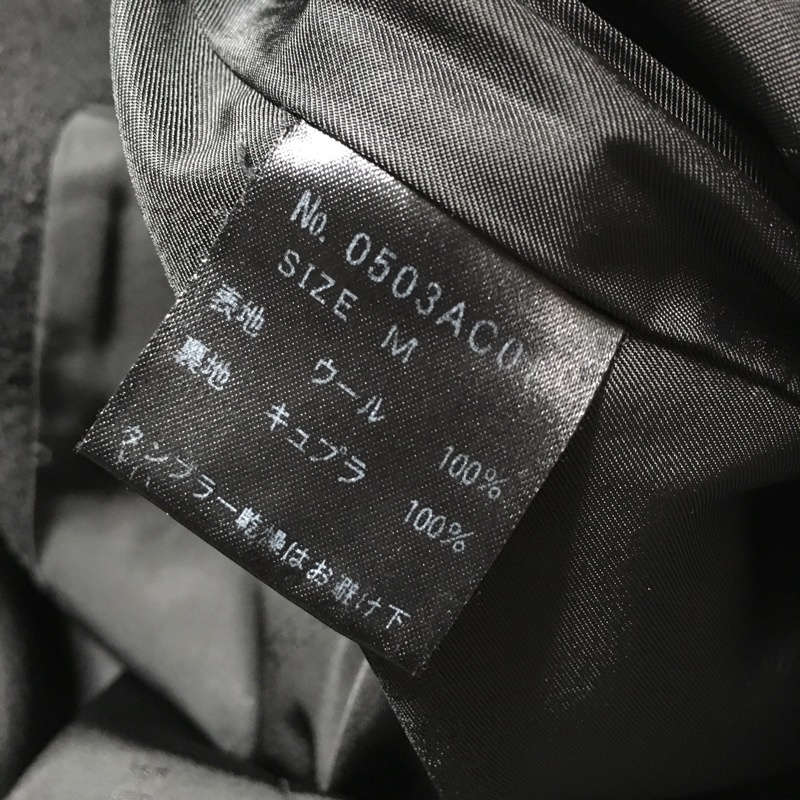 No. 0503AC0
SIZE M
表地 ウール 100%
裏地 キュプラ 100%
タンブラー乾燥はお避け下